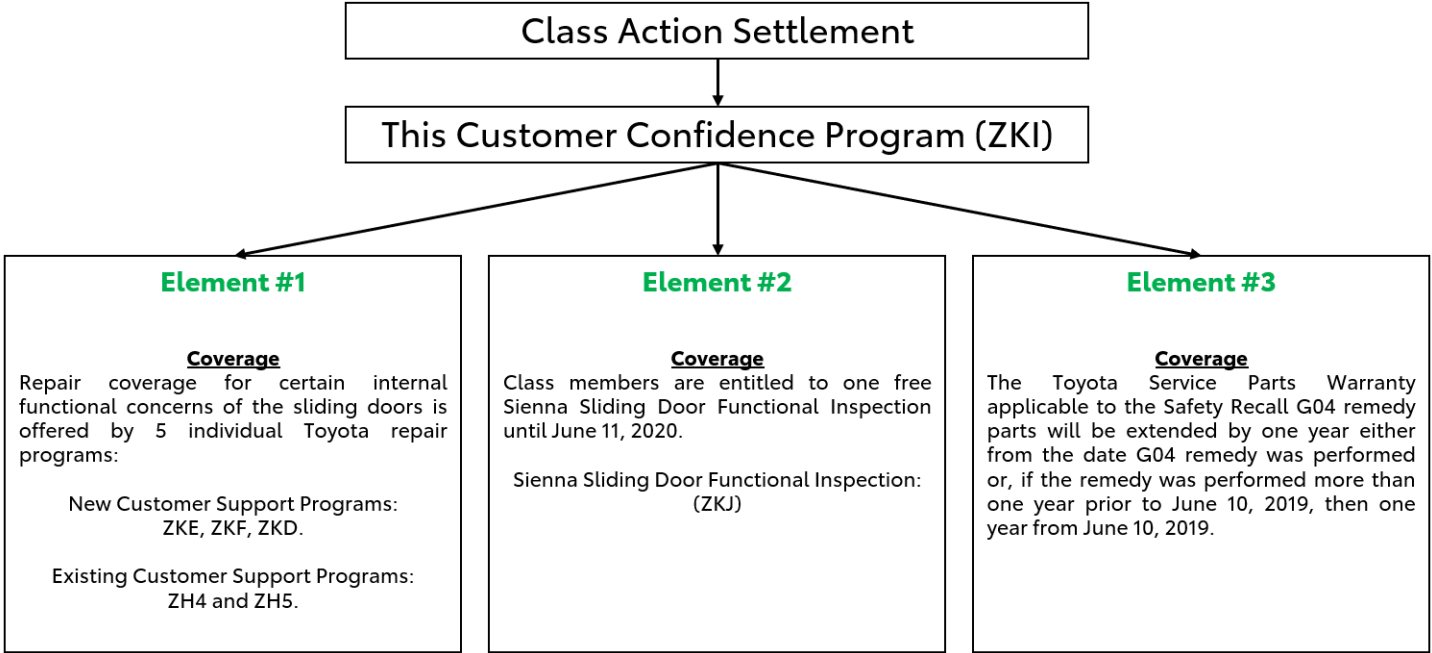 Class Action Settlement
This Customer Confidence Program (ZKI)
Element #1
Coverage
Repair coverage for certain internal
functional concerns of the sliding doors is
offered by 5 individual Toyota repair
programs:
New Customer Support Programs:
ZKE, ZKF, ZKD.
Existing Customer Support Programs:
ZH4 and ZH5.
Element #2
Coverage
Class members are entitled to one free
Sienna Sliding Door Functional Inspection
until June 11, 2020.
Sienna Sliding Door Functional Inspection:
(ZKJ)
Element #3
Coverage
The Toyota Service Parts Warranty
applicable to the Safety Recall G04 remedy
parts will be extended by one year either
from the date G04 remedy was performed
or, if the remedy was performed more than
one year prior to June 10, 2019, then one
year from June 10, 2019.